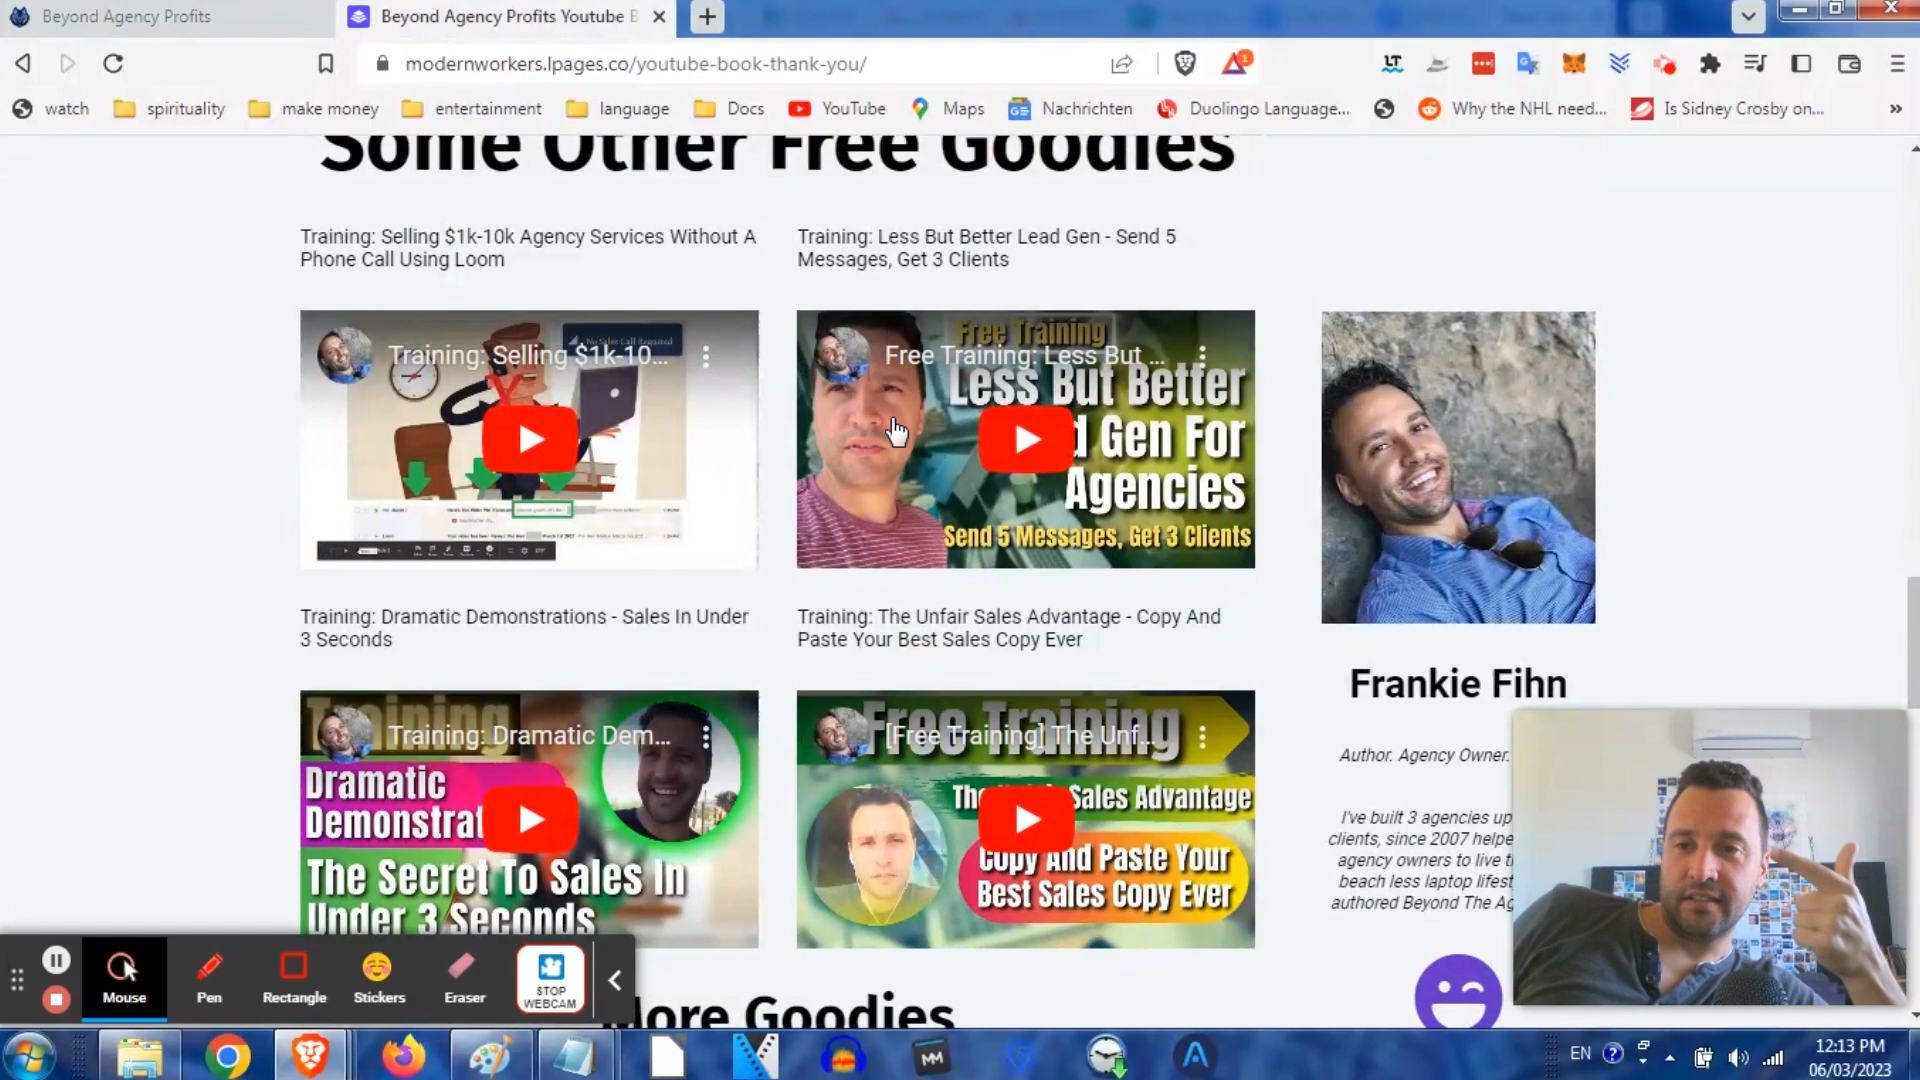 Beyond Agency Profits
Beyond Agency Profits Youtube B
modernworkers.lpages.co/youtube-book-thank-you/
1
LT
watch
spirituality
make money
entertainment
language
Docs
YouTube
Maps
Nachrichten
Duolingo Language...
Why the NHL need...
Is Sidney Crosby on...
»
Some Other Free Goodies
Training: Selling $1k-10k Agency Services Without A
Phone Call Using Loom
Training: Less But Better Lead Gen - Send 5
Messages, Get 3 Clients
No Sales Call Required
Training: Selling $1k-10...
Free Training
Free Training: Less But ...
Less But Better
d Gen For
Agencies
Send 5 Messages, Get 3 Clients
Training: Dramatic Demonstrations - Sales In Under
3 Seconds
Training: The Unfair Sales Advantage - Copy And
Paste Your Best Sales Copy Ever
Frankie Fihn
Author. Agency Owner.
I've built 3 agencies up
clients, since 2007 helpe
agency owners to live t
beach less laptop lifest
authored Beyond The Ag
Training
Training: Dramatic Dem...
Dramatic
Demonstrat
The Secret To Sales In
Under 3 Seconds
Free Training
[Free Training] The Unf...
The Sales Advantage
Copy And Paste Your
Best Sales Copy Ever
More Goodies
Mouse
Pen
Rectangle
Stickers
Eraser
STOP
WEBCAM
MM
EN
12:13 PM
06/03/2023